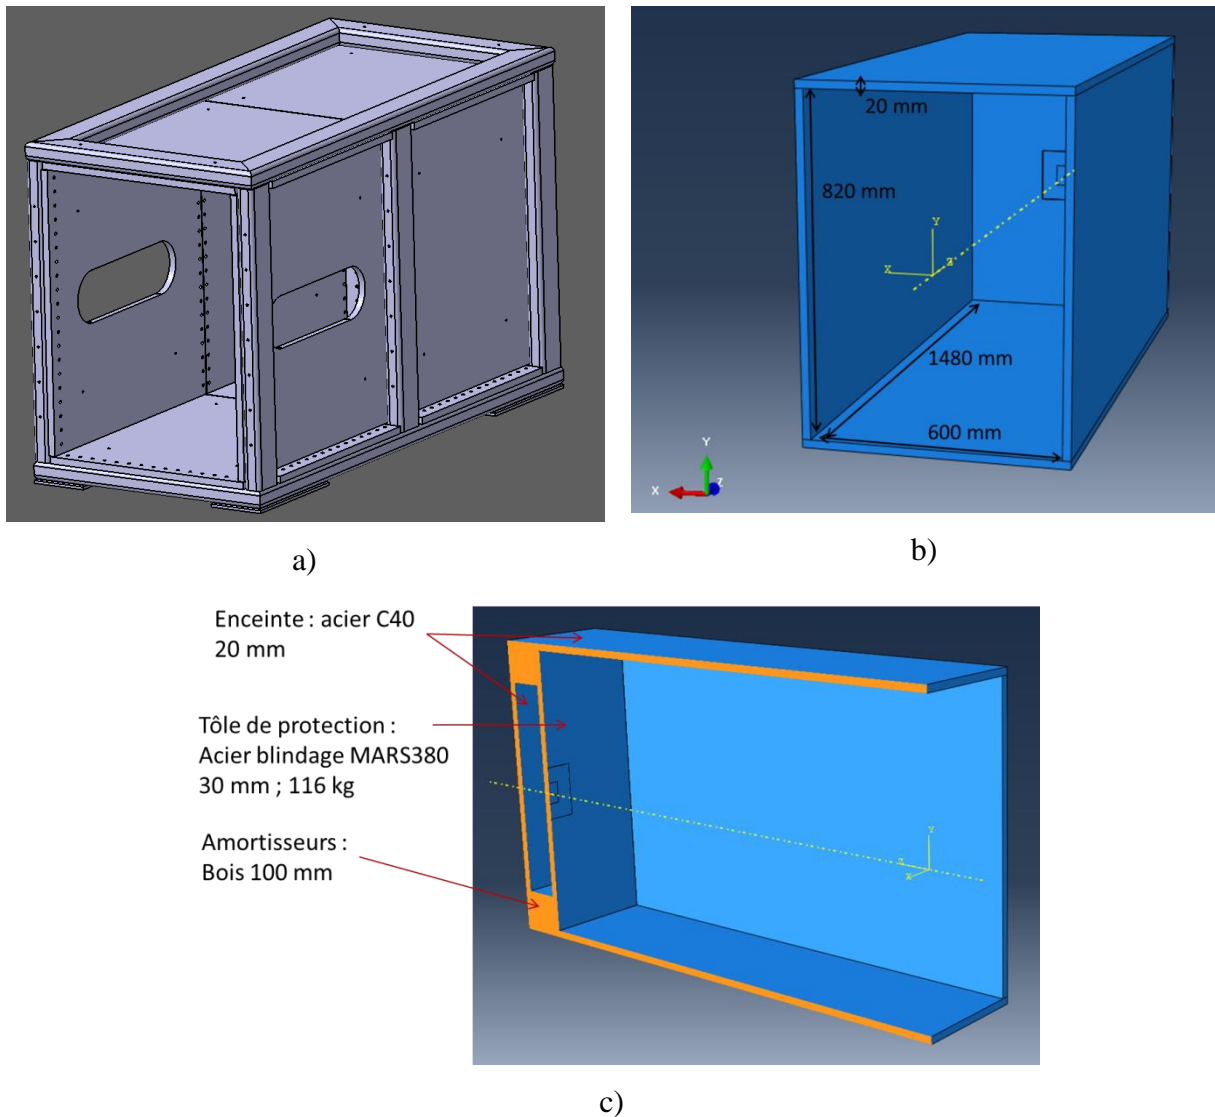 20 mm
820 mm
Y
X
Z
1480 mm
600 mm
Y
X
Z
a)
b)
Enceinte : acier C40
20 mm
Tôle de protection :
Acier blindage MARS380
30 mm ; 116 kg
Amortisseurs :
Bois 100 mm
Y
Z
X
c)